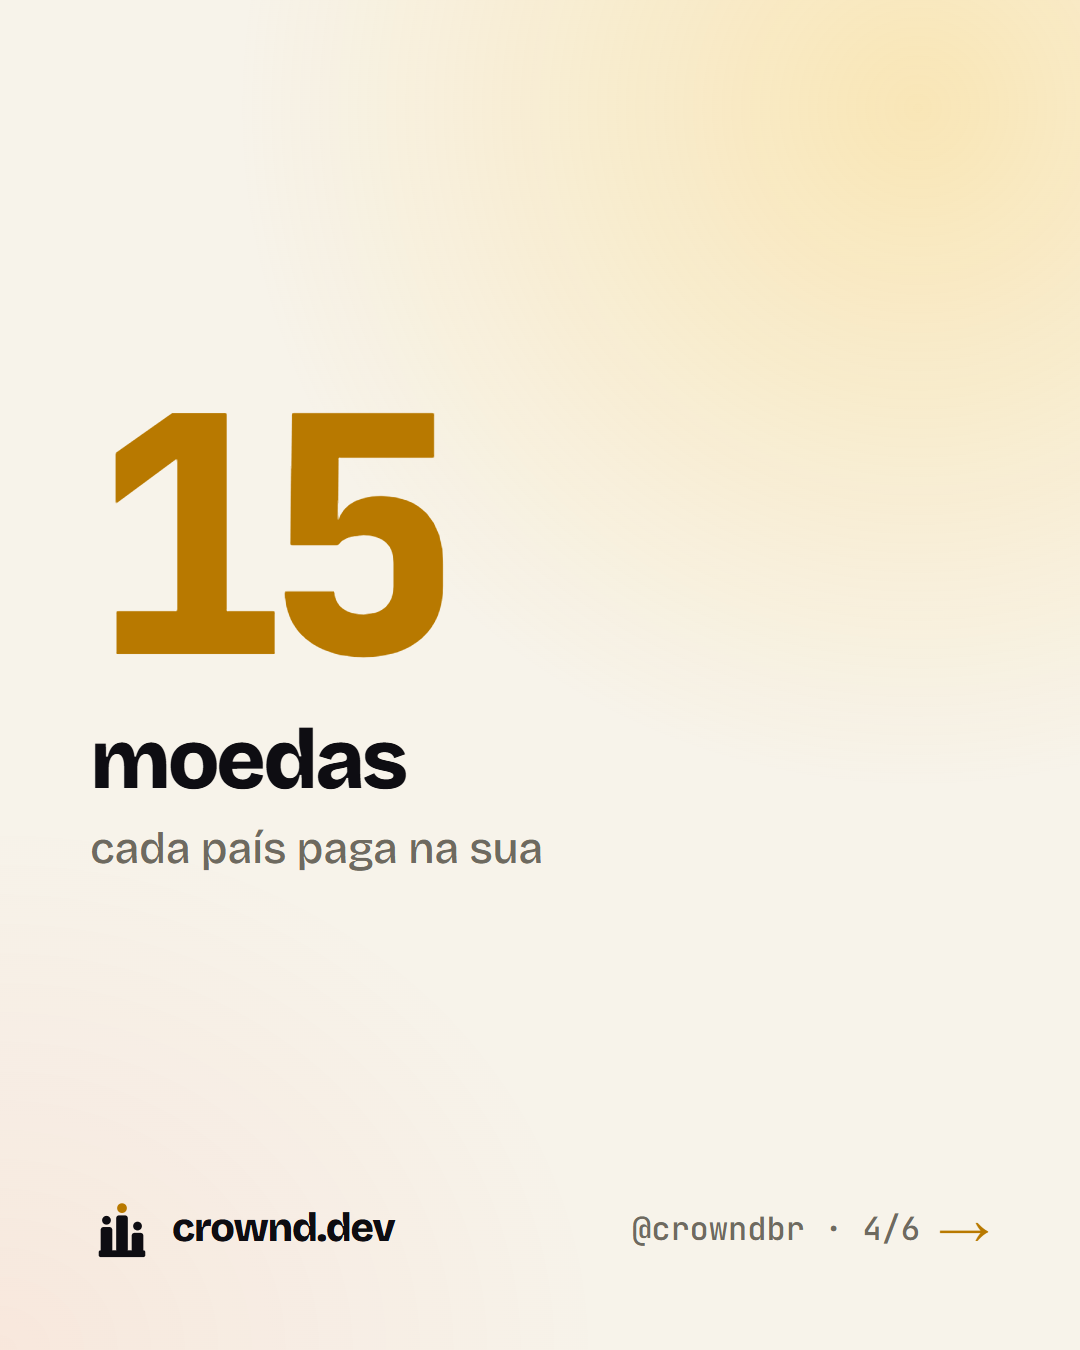 15
moedas
cada país paga na sua
crownd.dev
@crowndbr · 4/6 →